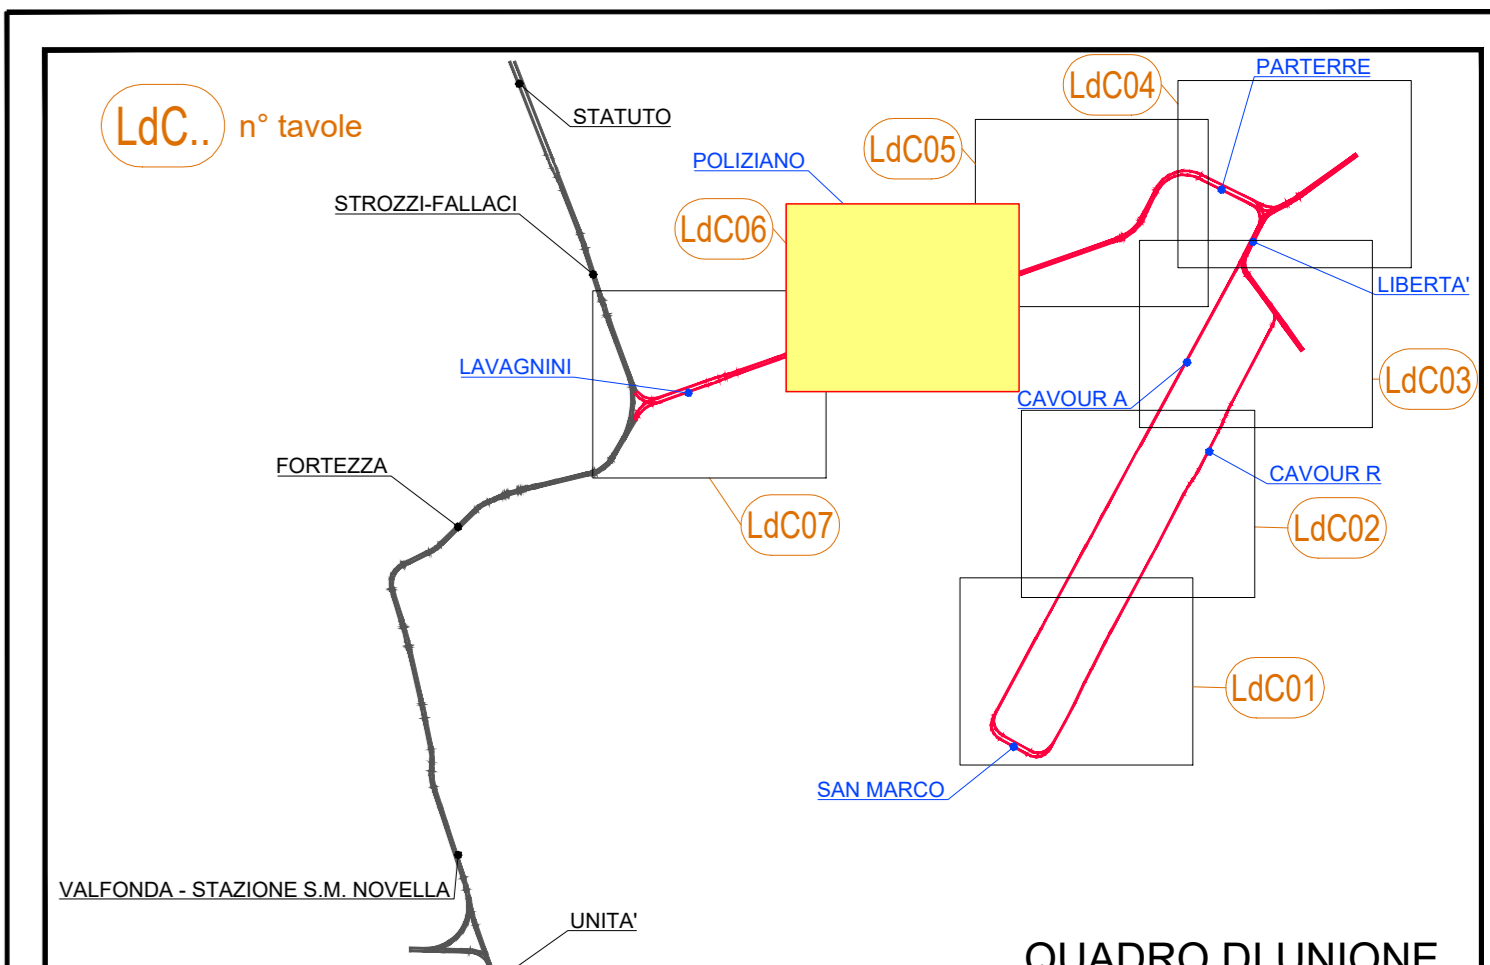 LdC.. n° tavole
STATUTO
PARTERRE
LdC04
LdC05
POLIZIANO
STROZZI-FALLACI
LdC06
LIBERTA'
LAVAGNINI
CAVOUR A
LdC03
FORTEZZA
CAVOUR R
LdC07
LdC02
LdC01
SAN MARCO
VALFONDA - STAZIONE S.M. NOVELLA
UNITA'
QUADRO DI UNIONE